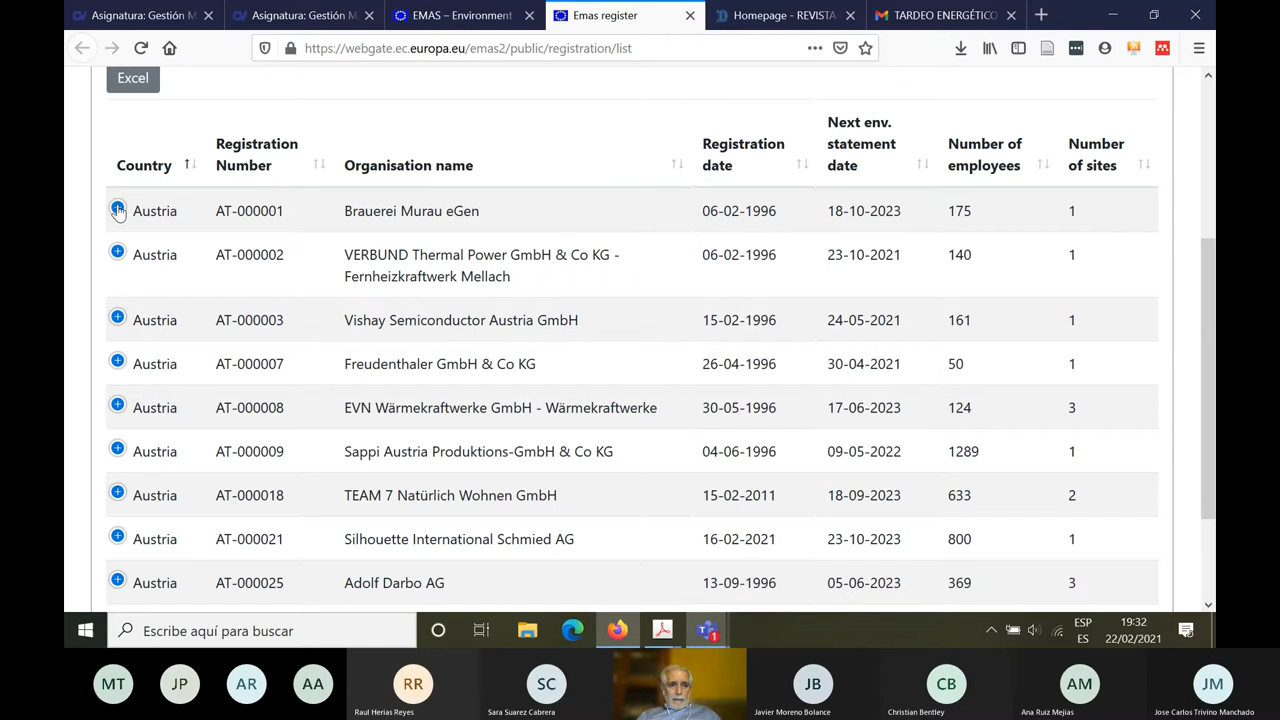 Asignatura: Gestión M
Asignatura: Gestión M
EMAS – Environment
Emas register
Homepage - REVISTA
TARDEO ENERGÉTICO
https://webgate.ec.europa.eu/emas2/public/registration/list
Excel
Country
Registration
Number
Organisation name
Registration
date
Next env.
statement
date
Number of
employees
Number
of sites
Austria AT-000001 Brauerei Murau eGen 06-02-1996 18-10-2023 175 1
Austria AT-000002 VERBUND Thermal Power GmbH & Co KG - 06-02-1996 23-10-2021 140 1
Fernheizkraftwerk Mellach
Austria AT-000003 Vishay Semiconductor Austria GmbH 15-02-1996 24-05-2021 161 1
Austria AT-000007 Freudenthaler GmbH & Co KG 26-04-1996 30-04-2021 50 1
Austria AT-000008 EVN Wärmekraftwerke GmbH - Wärmekraftwerke 30-05-1996 17-06-2023 124 3
Austria AT-000009 Sappi Austria Produktions-GmbH & Co KG 04-06-1996 09-05-2022 1289 1
Austria AT-000018 TEAM 7 Natürlich Wohnen GmbH 15-02-2011 18-09-2023 633 2
Austria AT-000021 Silhouette International Schmied AG 16-02-2021 23-10-2023 800 1
Austria AT-000025 Adolf Darbo AG 13-09-1996 05-06-2023 369 3
Escribe aquí para buscar
ESP
ES
19:32
22/02/2021
1
MT
JP
AR
AA
RR
SC
JB
CB
AM
JM
Raul Herias Reyes
Sara Suarez Cabrera
Javier Moreno Bolance
Christian Bentley
Ana Ruiz Mejias
Jose Carlos Trivino Manchado